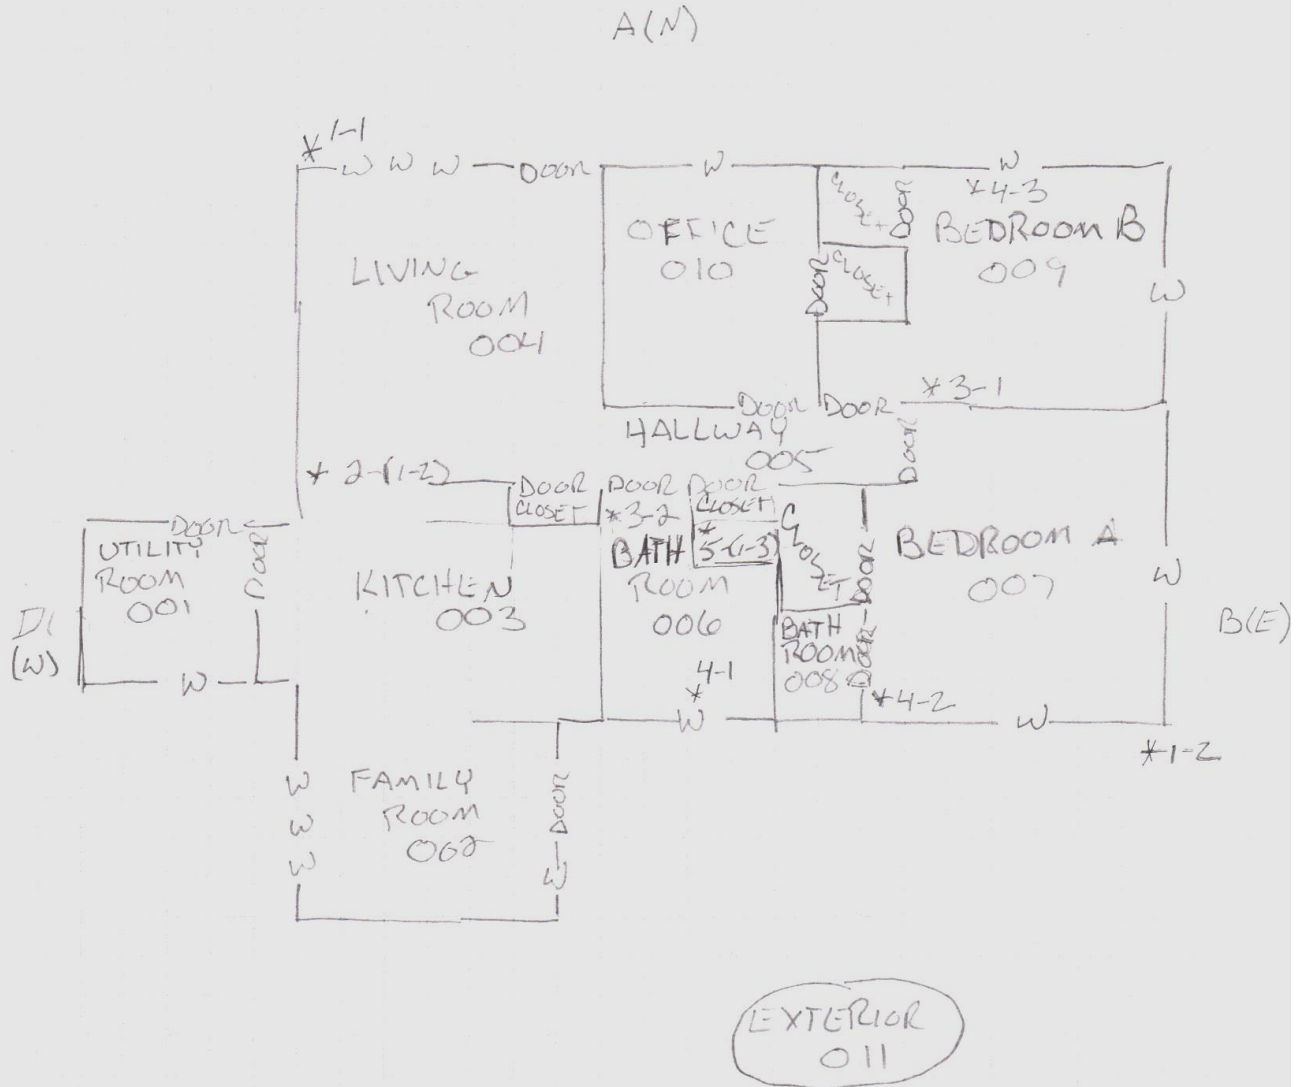 A(N)
*1-1
W W W DOOR W W
CLOSET DOOR *4-3
OFFICE BEDROOM B
010 009
LIVING CLOSET
ROOM DOOR W
004
*3-1
DOOR DOOR
HALLWAY
005 DOOR
*2-(1-2)
DOOR DOOR DOOR
CLOSET *3-2 CLOSET
DOOR
UTILITY DOOR
ROOM
001
KITCHEN
003
BATH * 5-(1-3)
ROOM
006
CLOSET DOOR
BEDROOM A
007
W
D(
(W)
B(E)
BATH
ROOM DOOR
008
W
4-1
*
W
*4-2
W
*1-2
W FAMILY
W ROOM DOOR
W 002 W
EXTERIOR
011